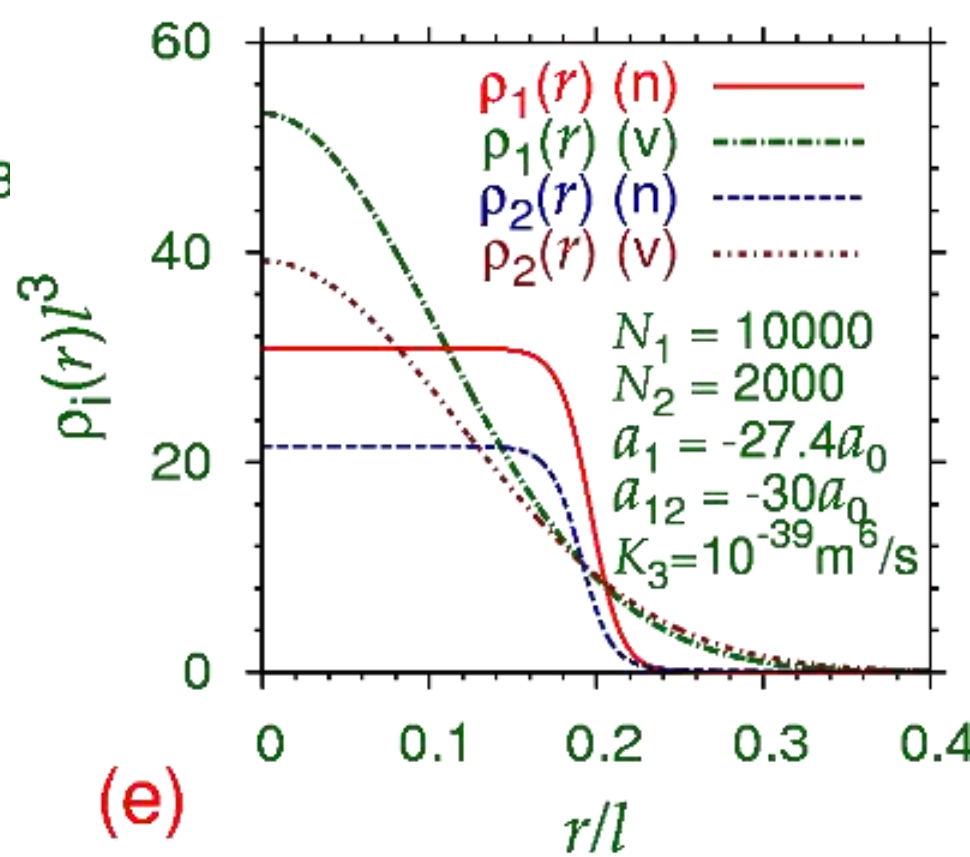 60
40
20
0
ρᵢ(r)l³
ρ₁(r) (n)
ρ₁(r) (v)
ρ₂(r) (n)
ρ₂(r) (v)
N₁ = 10000
N₂ = 2000
a₁ = -27.4a₀
a₁₂ = -30a₀
K₃=10⁻³⁹m⁶/s
0 0.1 0.2 0.3 0.4
r/l
(e)